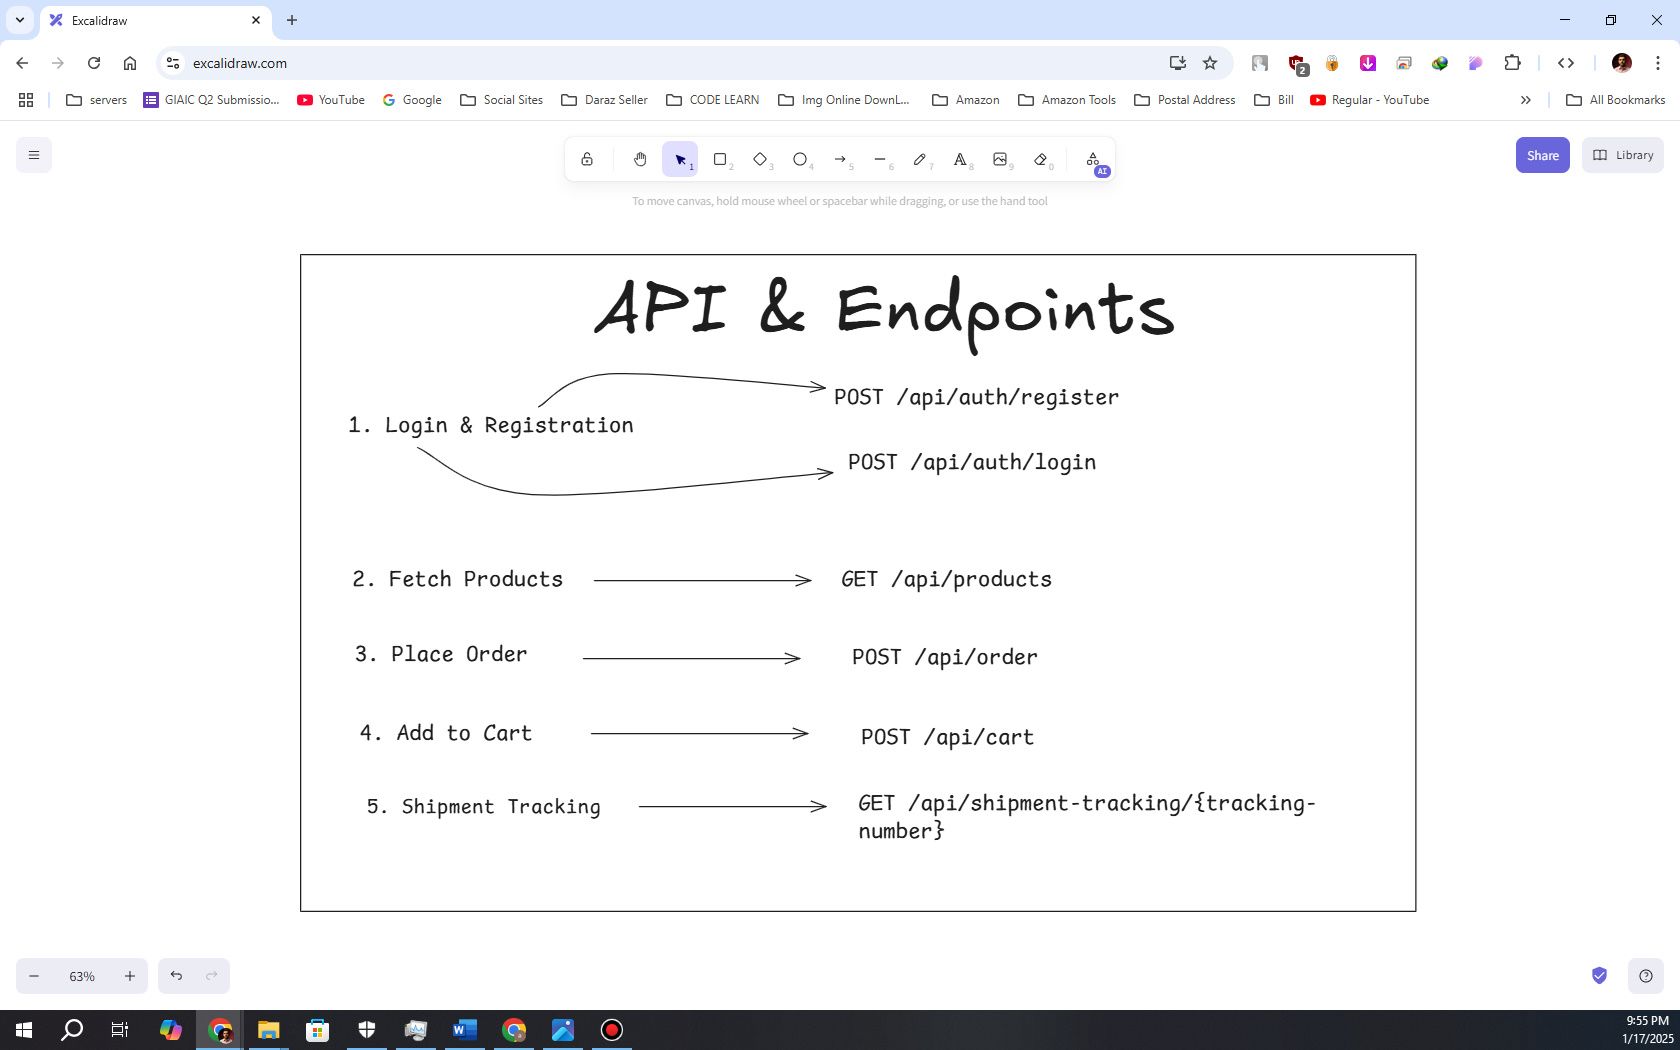 Excalidraw
excalidraw.com
2
servers
GIAIC Q2 Submissio...
YouTube
Google
Social Sites
Daraz Seller
CODE LEARN
Img Online DownL...
Amazon
Amazon Tools
Postal Address
Bill
Regular - YouTube
All Bookmarks
1
2
3
4
5
6
7
A
8
9
0
AI
Share
Library
To move canvas, hold mouse wheel or spacebar while dragging, or use the hand tool
API & Endpoints
POST /api/auth/register
1. Login & Registration
POST /api/auth/login
2. Fetch Products
GET /api/products
3. Place Order
POST /api/order
4. Add to Cart
POST /api/cart
5. Shipment Tracking
GET /api/shipment-tracking/{tracking-
number}
63%
9:55 PM
1/17/2025